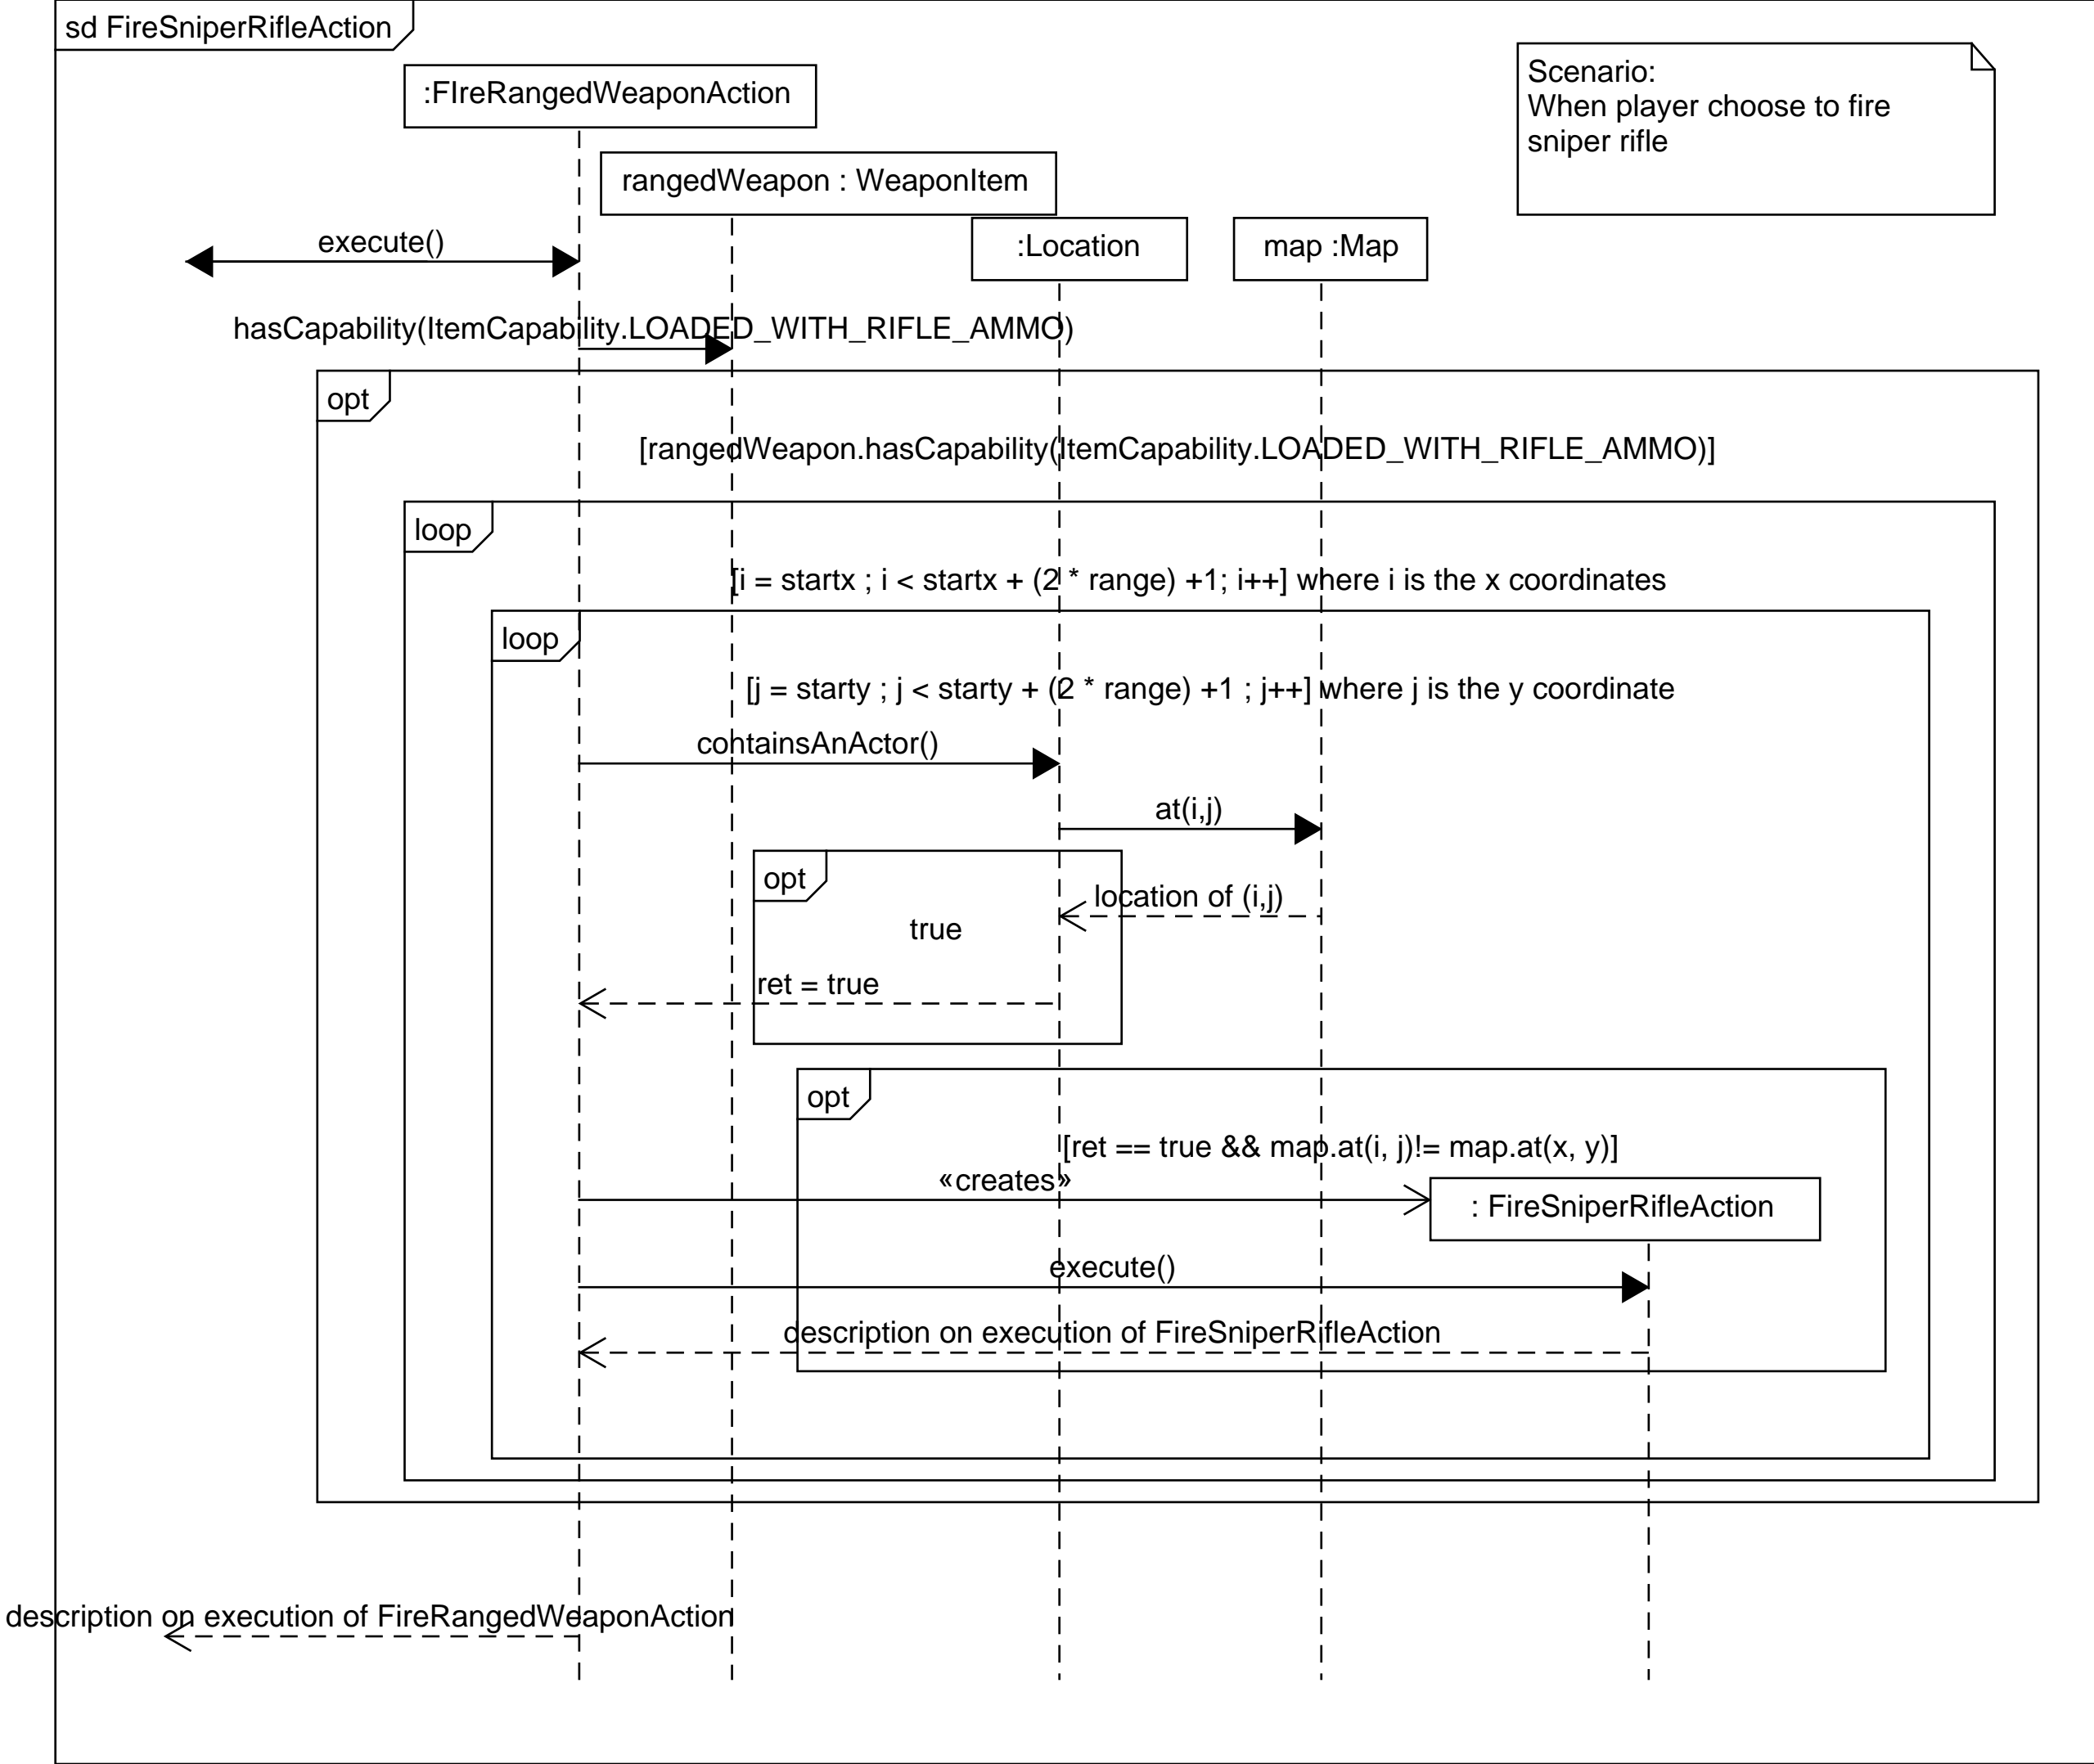 sd FireSniperRifleAction
Scenario:
When player choose to fire
sniper rifle
:FIreRangedWeaponAction
rangedWeapon : WeaponItem
:Location
map :Map
execute()
hasCapability(ItemCapability.LOADED_WITH_RIFLE_AMMO)
opt
[rangedWeapon.hasCapability(ItemCapability.LOADED_WITH_RIFLE_AMMO)]
loop
[i = startx ; i < startx + (2 * range) +1; i++] where i is the x coordinates
loop
[j = starty ; j < starty + (2 * range) +1 ; j++] where j is the y coordinate
containsAnActor()
at(i,j)
opt
location of (i,j)
true
ret = true
opt
[ret == true && map.at(i, j)!= map.at(x, y)]
«creates»
: FireSniperRifleAction
execute()
description on execution of FireSniperRifleAction
description on execution of FireRangedWeaponAction